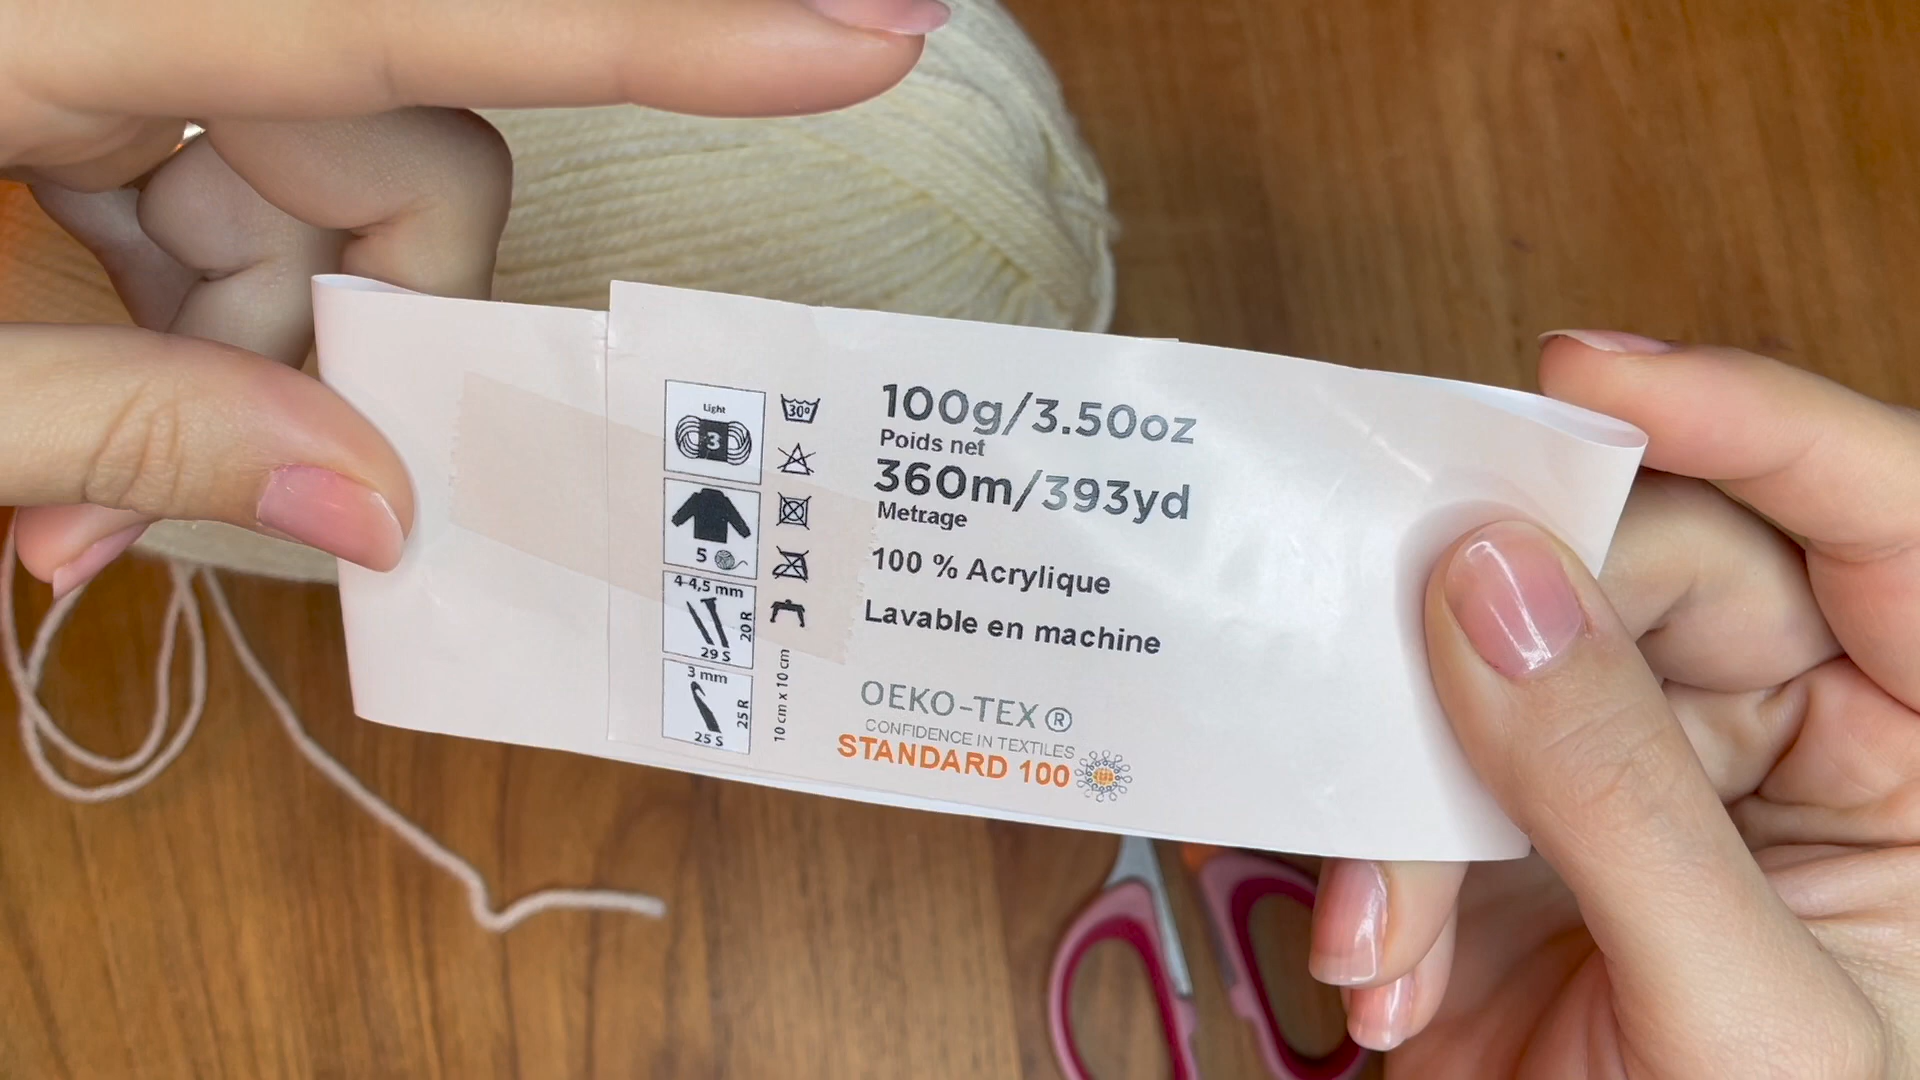 Light
3
5
4-4,5 mm
20 R
29 S
3 mm
25 R
25 S
30°
10 cm x 10 cm
100g/3.50oz
Poids net
360m/393yd
Metrage
100 % Acrylique
Lavable en machine
OEKO-TEX®
CONFIDENCE IN TEXTILES
STANDARD 100